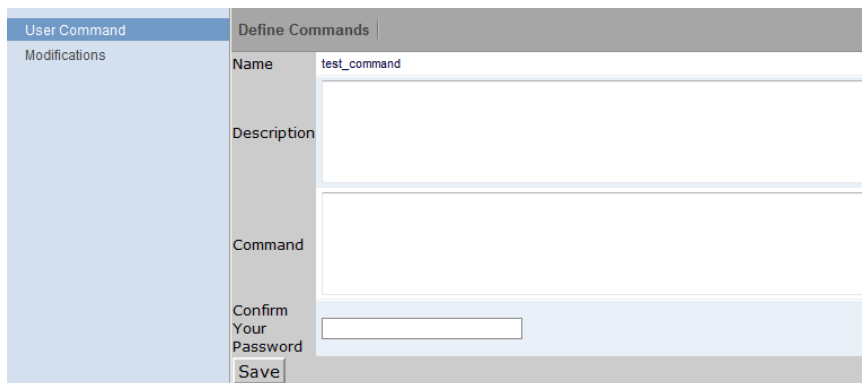 User Command
Modifications
Define Commands
Name test_command
Description
Command
Confirm
Your
Password
Save